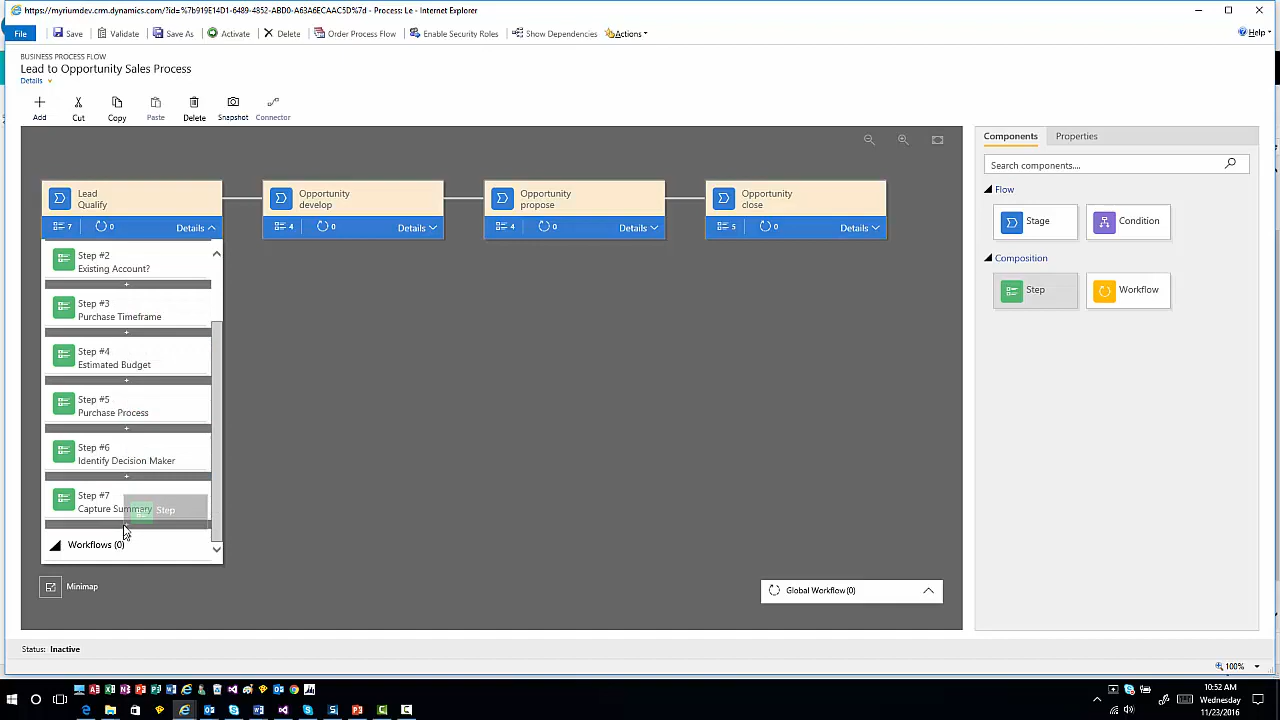 https://myriumdev.crm.dynamics.com/?id=%7b919E14D1-6489-4852-ABD0-A63A6ECAAC5D%7d - Process: Le - Internet Explorer
File Save Validate Save As Activate Delete Order Process Flow Enable Security Roles Show Dependencies Actions Help
BUSINESS PROCESS FLOW
Lead to Opportunity Sales Process
Details
Add Cut Copy Paste Delete Snapshot Connector
Components Properties
Search components....
Flow
Stage Condition
Composition
Step Workflow
Lead
Qualify
7 0 Details
Opportunity
develop
4 0 Details
Opportunity
propose
4 0 Details
Opportunity
close
5 0 Details
Step #2
Existing Account?
Step #3
Purchase Timeframe
Step #4
Estimated Budget
Step #5
Purchase Process
Step #6
Identify Decision Maker
Step #7
Capture Summary
Step
Workflows (0)
Minimap
Global Workflow (0)
Status: Inactive
100%
10:52 AM
Wednesday
11/23/2016